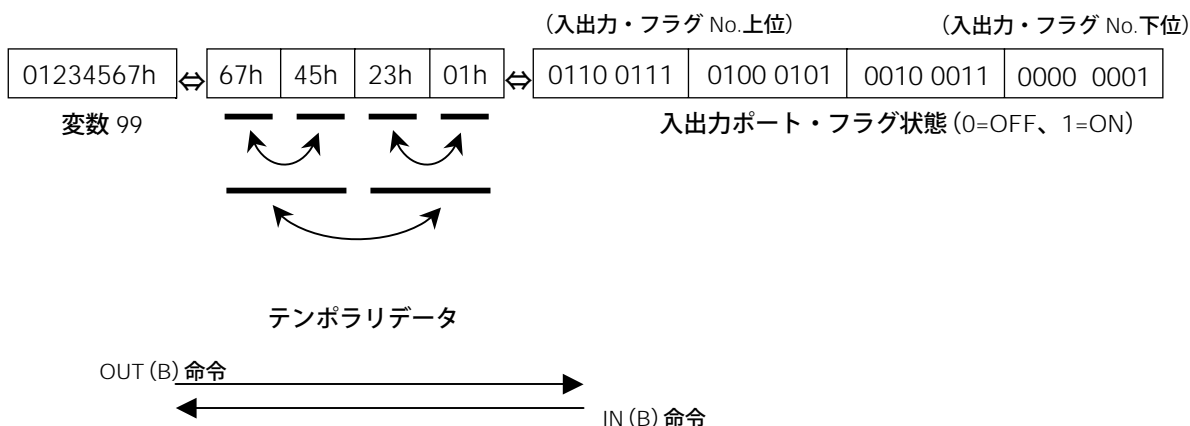 (入出力・フラグ No.上位) (入出力・フラグ No.下位)
01234567h ⇔ 67h 45h 23h 01h ⇔ 0110 0111 0100 0101 0010 0011 0000 0001
変数 99 入出力ポート・フラグ状態(0=OFF、1=ON)
テンポラリデータ
OUT(B)命令
IN(B)命令